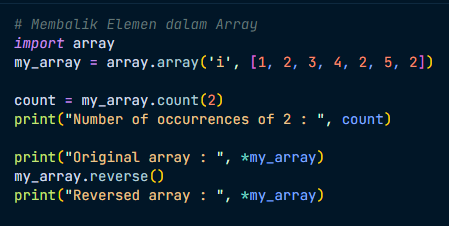 # Membalik Elemen dalam Array
import array
my_array = array.array('i', [1, 2, 3, 4, 2, 5, 2])
count = my_array.count(2)
print("Number of occurrences of 2 : ", count)
print("Original array : ", *my_array)
my_array.reverse()
print("Reversed array : ", *my_array)